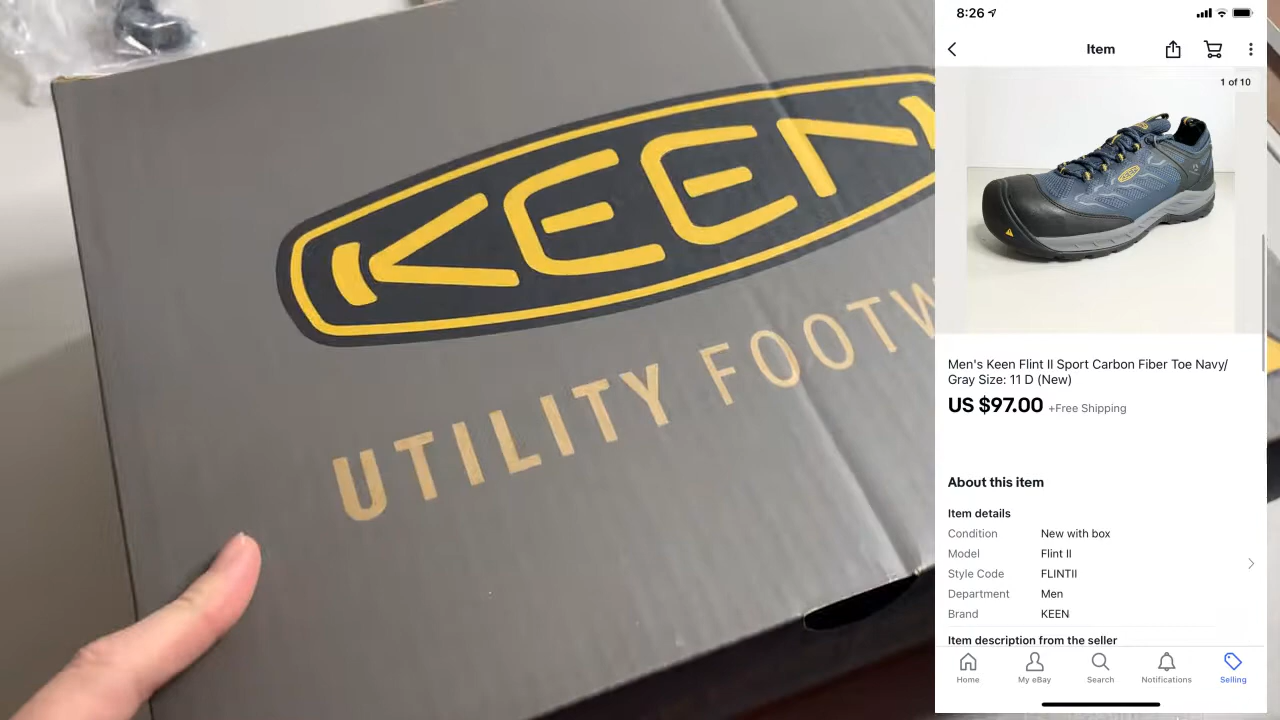 KEEN
UTILITY FOOTW
8:26
Item
1 of 10
KEEN
Men's Keen Flint II Sport Carbon Fiber Toe Navy/
Gray Size: 11 D (New)
US $97.00 +Free Shipping
About this item
Item details
Condition New with box
Model Flint II
Style Code FLINTII
Department Men
Brand KEEN
Item description from the seller
Home My eBay Search Notifications Selling